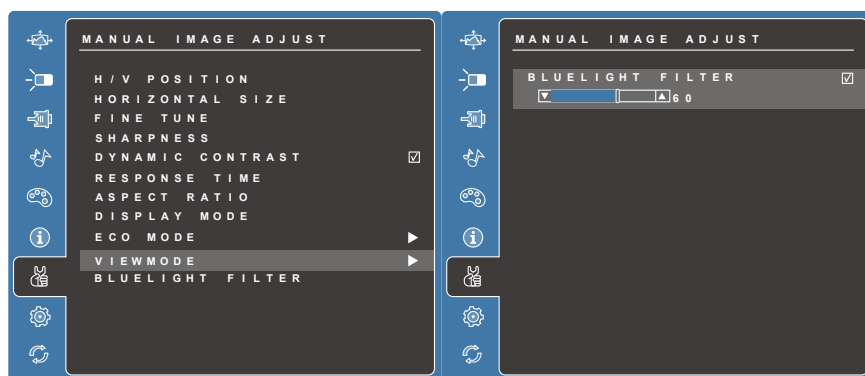 MANUAL IMAGE ADJUST
H/V POSITION
HORIZONTAL SIZE
FINE TUNE
SHARPNESS
DYNAMIC CONTRAST
RESPONSE TIME
ASPECT RATIO
DISPLAY MODE
ECO MODE
VIEWMODE
BLUELIGHT FILTER
MANUAL IMAGE ADJUST
BLUELIGHT FILTER
60